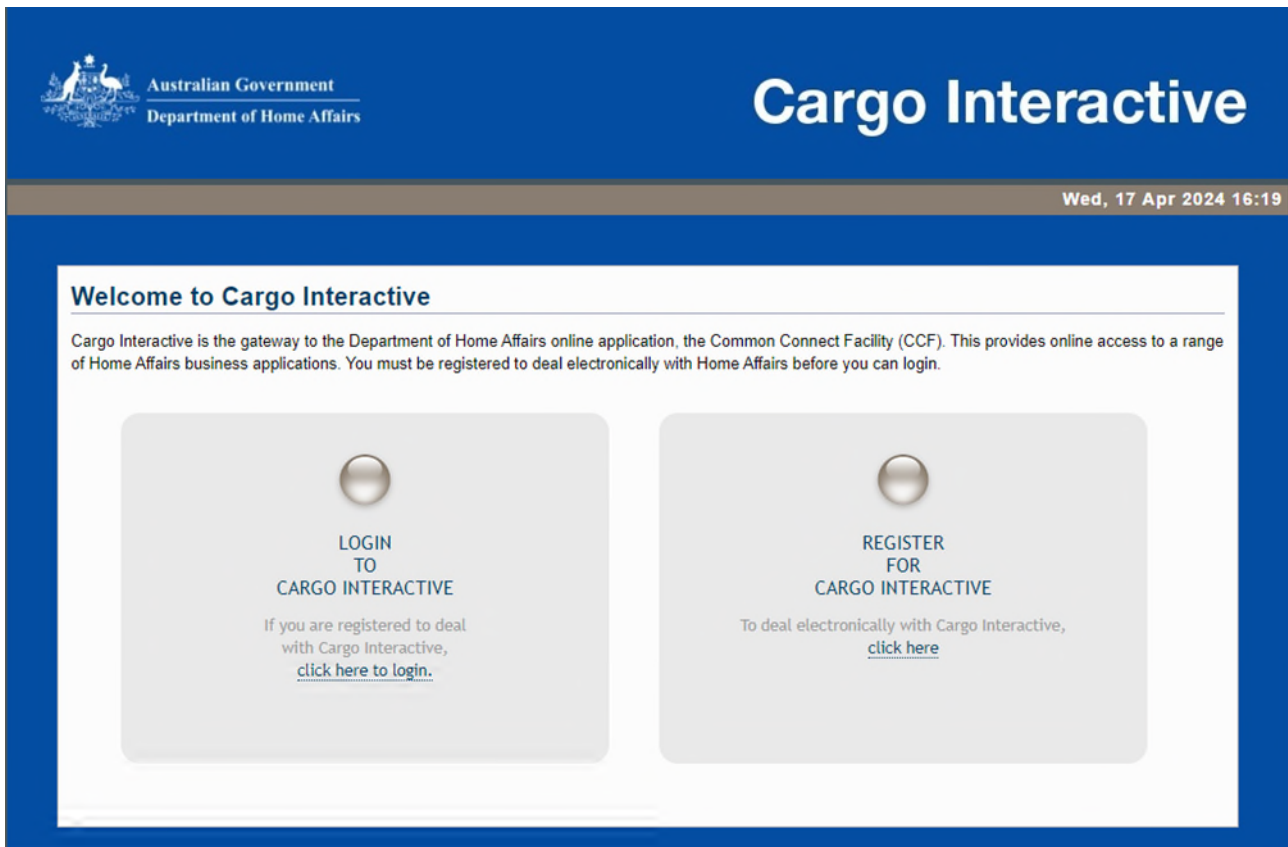 Australian Government
Department of Home Affairs
Cargo Interactive
Wed, 17 Apr 2024 16:19
Welcome to Cargo Interactive
Cargo Interactive is the gateway to the Department of Home Affairs online application, the Common Connect Facility (CCF). This provides online access to a range
of Home Affairs business applications. You must be registered to deal electronically with Home Affairs before you can login.
LOGIN
TO
CARGO INTERACTIVE
If you are registered to deal
with Cargo Interactive,
click here to login.
REGISTER
FOR
CARGO INTERACTIVE
To deal electronically with Cargo Interactive,
click here